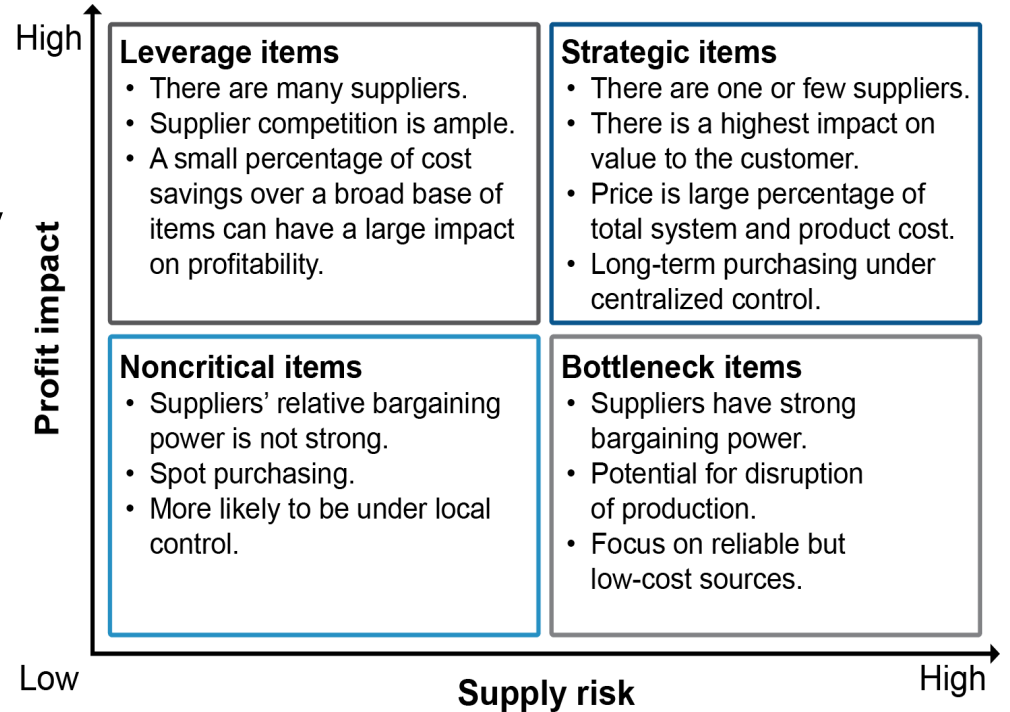 High
Leverage items
• There are many suppliers.
• Supplier competition is ample.
• A small percentage of cost
savings over a broad base of
items can have a large impact
on profitability.
Strategic items
• There are one or few suppliers.
• There is a highest impact on
value to the customer.
• Price is large percentage of
total system and product cost.
• Long-term purchasing under
centralized control.
Profit impact
Noncritical items
• Suppliers’ relative bargaining
power is not strong.
• Spot purchasing.
• More likely to be under local
control.
Bottleneck items
• Suppliers have strong
bargaining power.
• Potential for disruption
of production.
• Focus on reliable but
low-cost sources.
Low
Supply risk
High